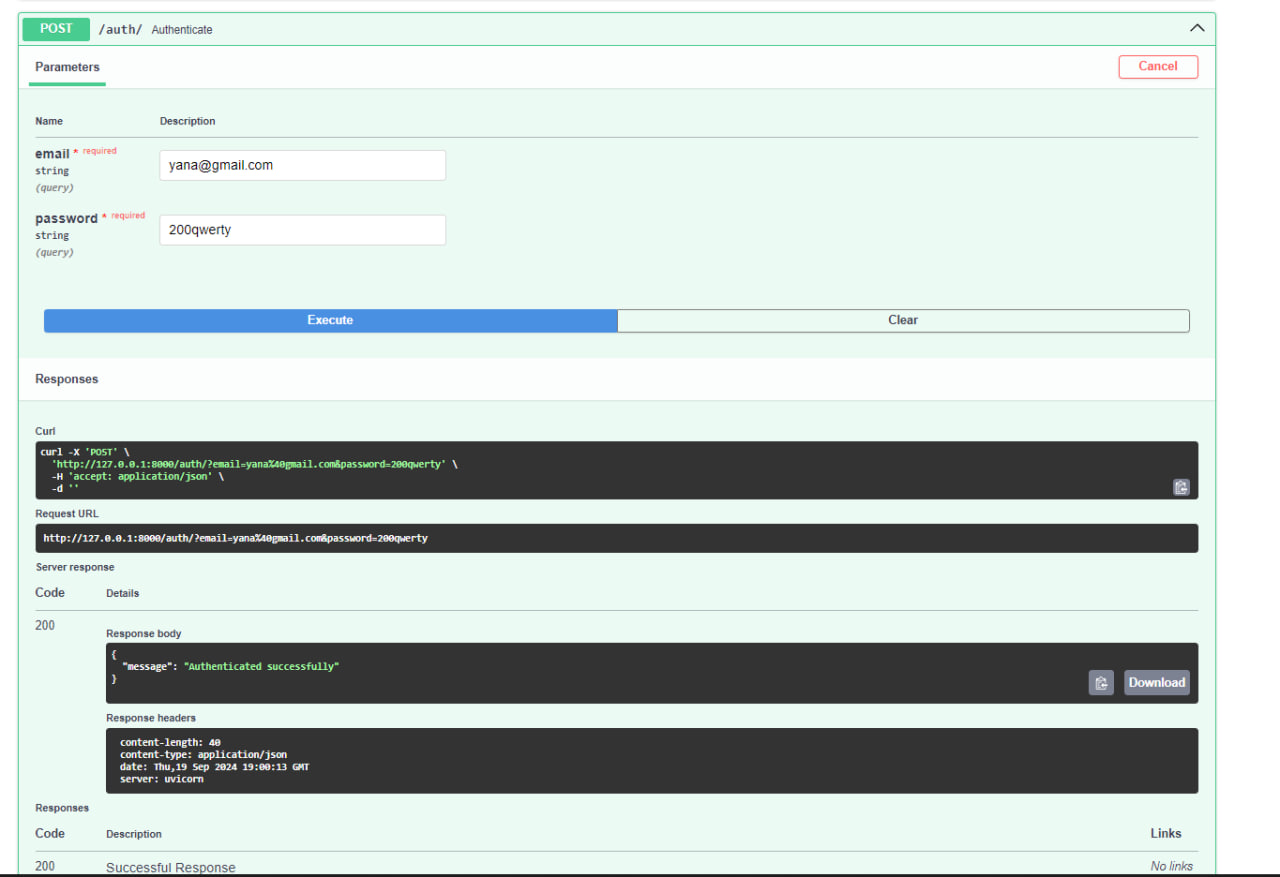 POST /auth/ Authenticate
Parameters Cancel
Name Description
email * required
string
(query)
yana@gmail.com
password * required
string
(query)
200qwerty
Execute Clear
Responses
Curl
curl -X 'POST' \
'http://127.0.0.1:8000/auth/?email=yana%40gmail.com&password=200qwerty' \
-H 'accept: application/json' \
-d ''
Request URL
http://127.0.0.1:8000/auth/?email=yana%40gmail.com&password=200qwerty
Server response
Code Details
200
Response body
{
"message": "Authenticated successfully"
}
Download
Response headers
content-length: 40
content-type: application/json
date: Thu,19 Sep 2024 19:00:13 GMT
server: uvicorn
Responses
Code Description Links
200 Successful Response No links